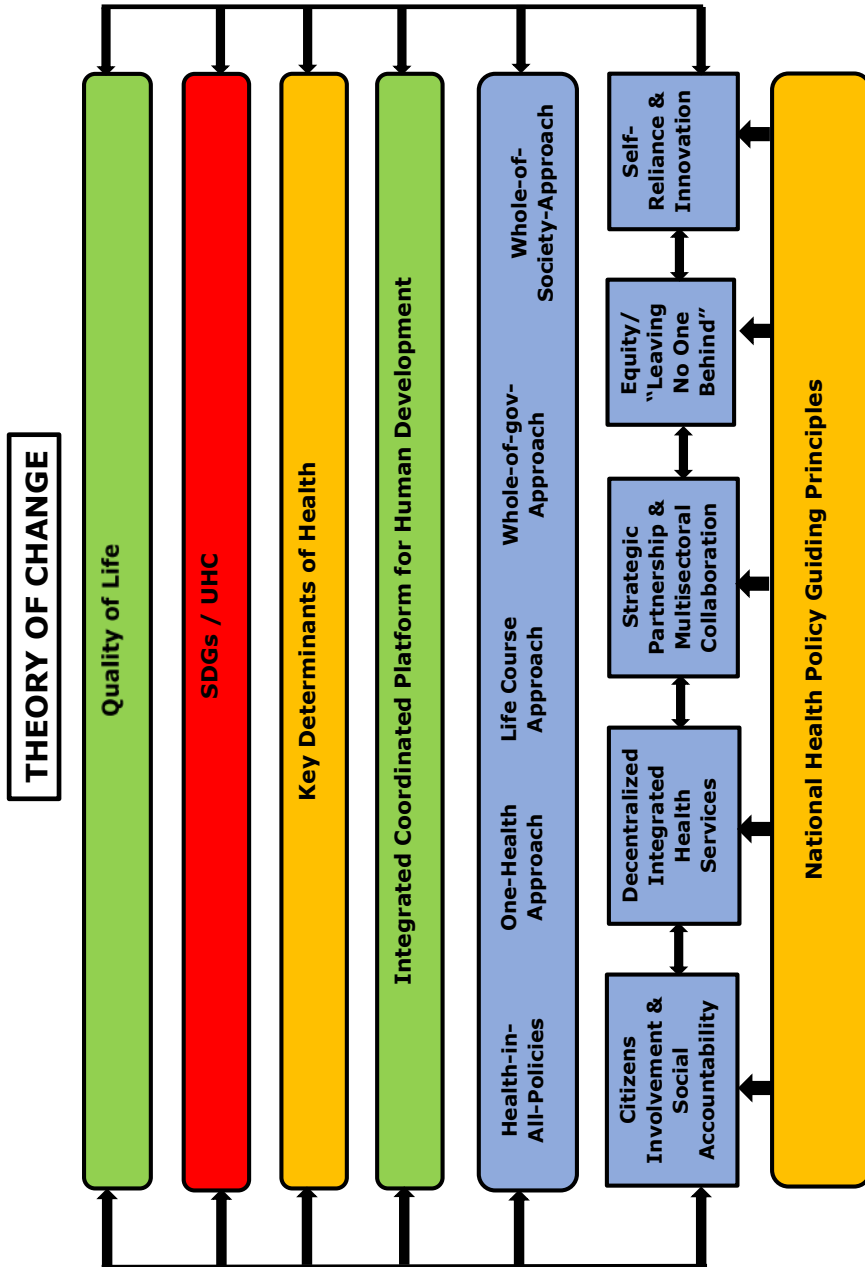 THEORY OF CHANGE
Quality of Life
SDGs / UHC
Key Determinants of Health
Integrated Coordinated Platform for Human Development
Health-in-
All-Policies
One-Health
Approach
Life Course
Approach
Whole-of-gov-
Approach
Whole-of-
Society-Approach
Citizens
Involvement &
Social
Accountability
Decentralized
Integrated
Health
Services
Strategic
Partnership &
Multisectoral
Collaboration
Equity/
“Leaving
No One
Behind”
Self-
Reliance &
Innovation
National Health Policy Guiding Principles